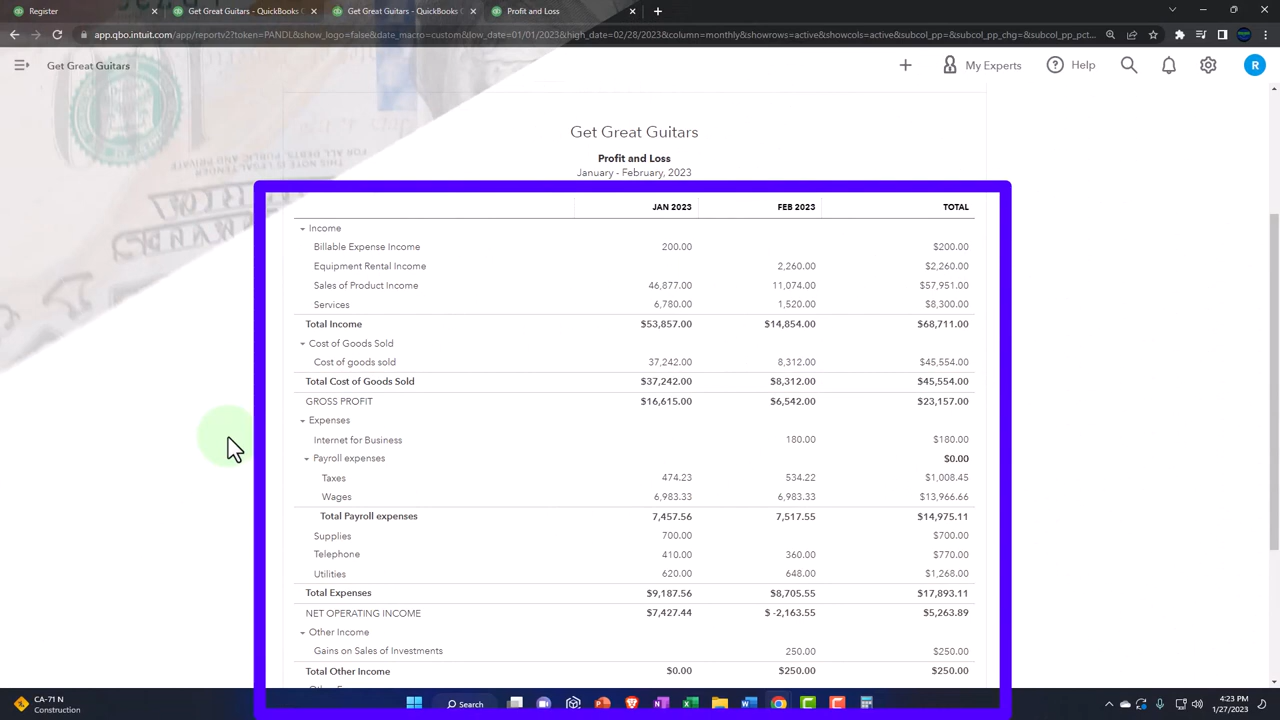 Register
Get Great Guitars - QuickBooks O
Get Great Guitars - QuickBooks O
Profit and Loss
app.qbo.intuit.com/app/reportv2?token=PANDL&show_logo=false&date_macro=custom&low_date=01/01/2023&high_date=02/28/2023&column=monthly&showrows=active&showcols=active&subcol_pp=&subcol_pp_chg=&subcol_pp_pct...
Get Great Guitars
My Experts
Help
R
Get Great Guitars
Profit and Loss
January - February, 2023
JAN 2023 FEB 2023 TOTAL
Income
Billable Expense Income 200.00 $200.00
Equipment Rental Income 2,260.00 $2,260.00
Sales of Product Income 46,877.00 11,074.00 $57,951.00
Services 6,780.00 1,520.00 $8,300.00
Total Income $53,857.00 $14,854.00 $68,711.00
Cost of Goods Sold
Cost of goods sold 37,242.00 8,312.00 $45,554.00
Total Cost of Goods Sold $37,242.00 $8,312.00 $45,554.00
GROSS PROFIT $16,615.00 $6,542.00 $23,157.00
Expenses
Internet for Business 180.00 $180.00
Payroll expenses $0.00
Taxes 474.23 534.22 $1,008.45
Wages 6,983.33 6,983.33 $13,966.66
Total Payroll expenses 7,457.56 7,517.55 $14,975.11
Supplies 700.00 $700.00
Telephone 410.00 360.00 $770.00
Utilities 620.00 648.00 $1,268.00
Total Expenses $9,187.56 $8,705.55 $17,893.11
NET OPERATING INCOME $7,427.44 $ -2,163.55 $5,263.89
Other Income
Gains on Sales of Investments 250.00 $250.00
Total Other Income $0.00 $250.00 $250.00
CA-71 N
Construction
Search
4:23 PM
1/27/2023